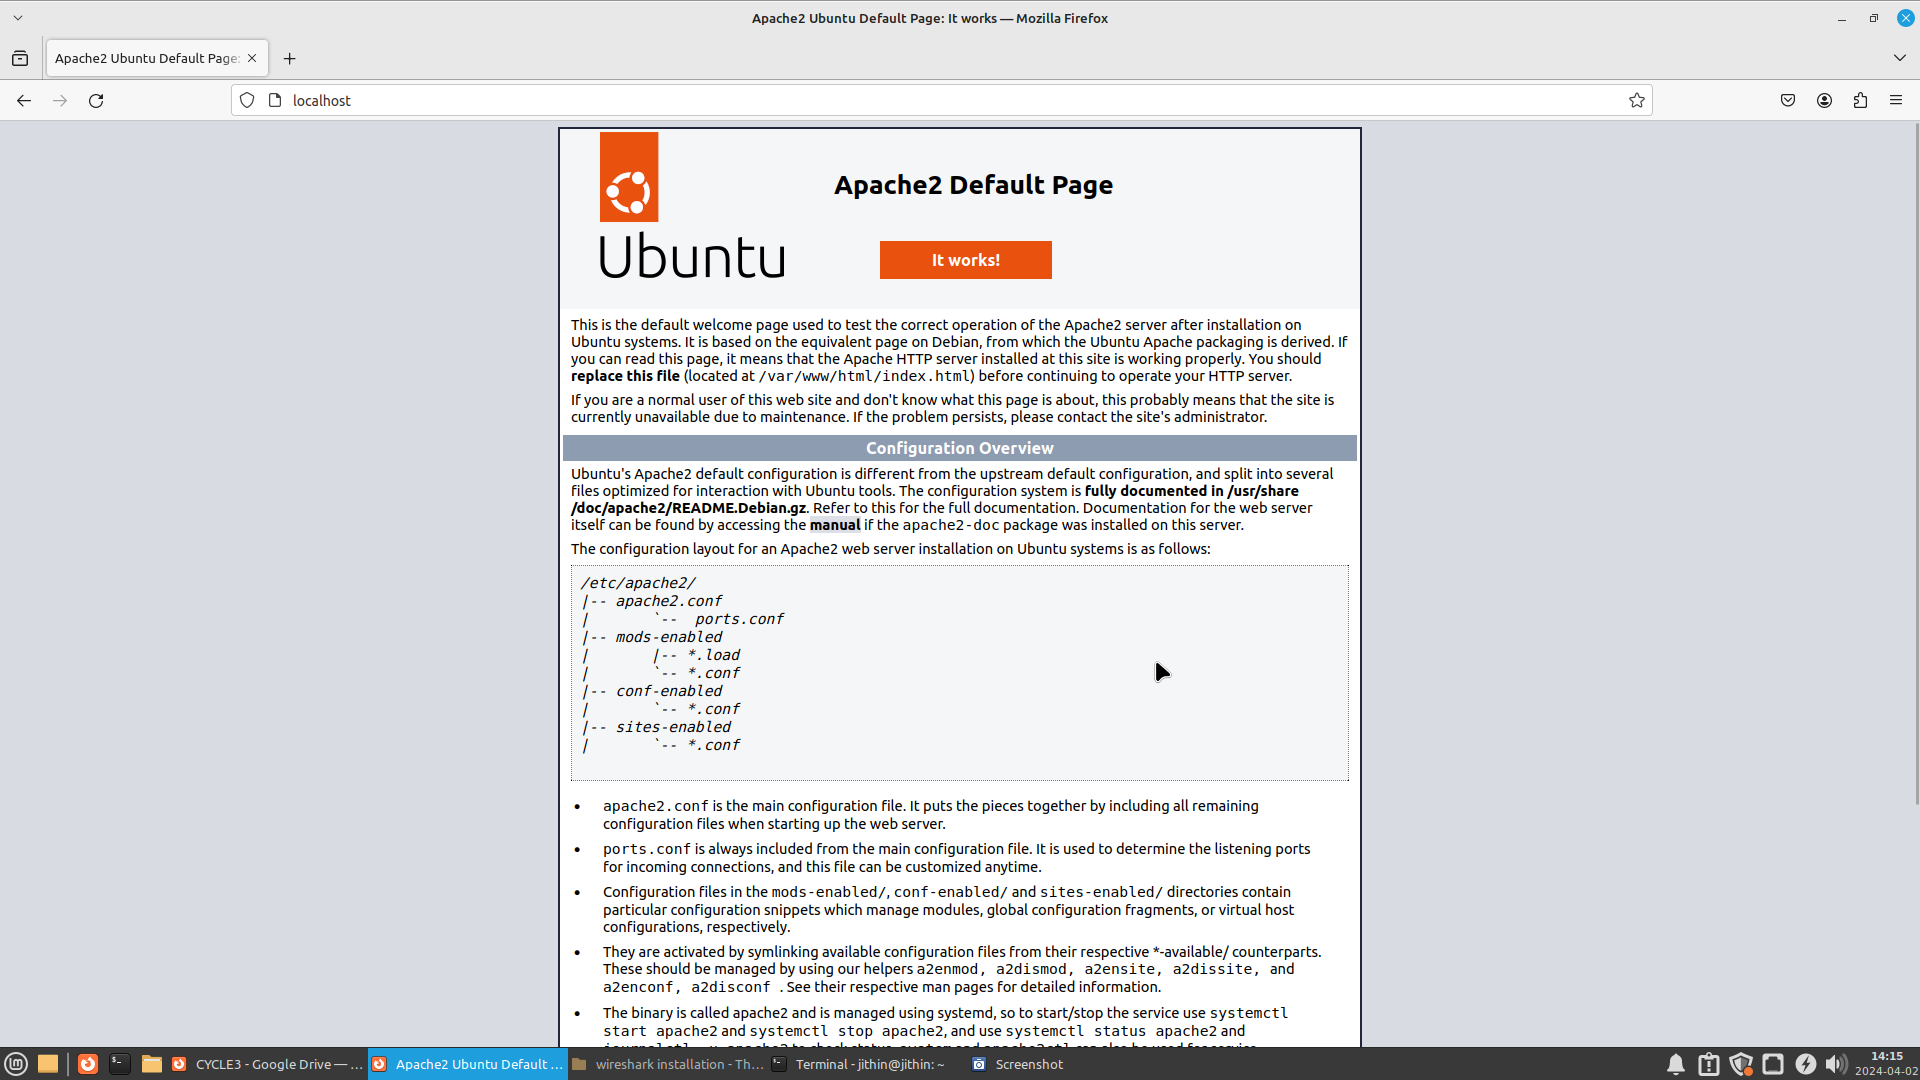 Apache2 Ubuntu Default Page: It works — Mozilla Firefox
Apache2 Ubuntu Default Page:
localhost
Apache2 Default Page
Ubuntu
It works!
This is the default welcome page used to test the correct operation of the Apache2 server after installation on
Ubuntu systems. It is based on the equivalent page on Debian, from which the Ubuntu Apache packaging is derived. If
you can read this page, it means that the Apache HTTP server installed at this site is working properly. You should
replace this file (located at /var/www/html/index.html) before continuing to operate your HTTP server.
If you are a normal user of this web site and don't know what this page is about, this probably means that the site is
currently unavailable due to maintenance. If the problem persists, please contact the site's administrator.
Configuration Overview
Ubuntu's Apache2 default configuration is different from the upstream default configuration, and split into several
files optimized for interaction with Ubuntu tools. The configuration system is fully documented in /usr/share
/doc/apache2/README.Debian.gz. Refer to this for the full documentation. Documentation for the web server
itself can be found by accessing the manual if the apache2-doc package was installed on this server.
The configuration layout for an Apache2 web server installation on Ubuntu systems is as follows:
/etc/apache2/
|-- apache2.conf
|       `--  ports.conf
|-- mods-enabled
|       |-- *.load
|       `-- *.conf
|-- conf-enabled
|       `-- *.conf
|-- sites-enabled
|       `-- *.conf
• apache2.conf is the main configuration file. It puts the pieces together by including all remaining
configuration files when starting up the web server.
• ports.conf is always included from the main configuration file. It is used to determine the listening ports
for incoming connections, and this file can be customized anytime.
• Configuration files in the mods-enabled/, conf-enabled/ and sites-enabled/ directories contain
particular configuration snippets which manage modules, global configuration fragments, or virtual host
configurations, respectively.
• They are activated by symlinking available configuration files from their respective *-available/ counterparts.
These should be managed by using our helpers a2enmod, a2dismod, a2ensite, a2dissite, and
a2enconf, a2disconf . See their respective man pages for detailed information.
• The binary is called apache2 and is managed using systemd, so to start/stop the service use systemctl
start apache2 and systemctl stop apache2, and use systemctl status apache2 and
CYCLE3 - Google Drive — ...
Apache2 Ubuntu Default ...
wireshark installation - Th...
Terminal - jithin@jithin: ~
Screenshot
14:15
2024-04-02